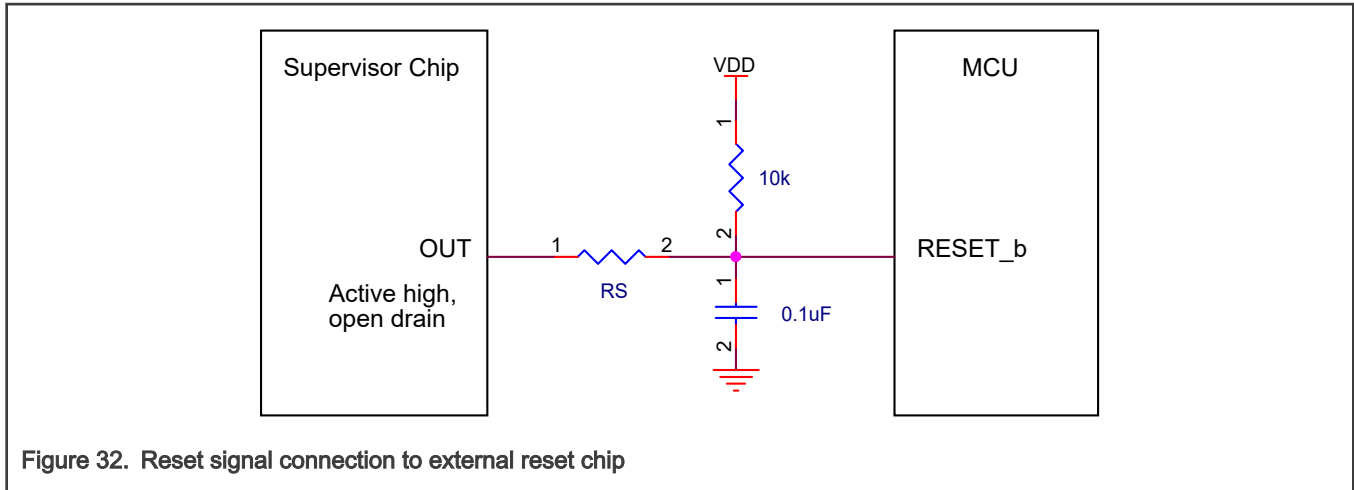 Supervisor Chip
VDD
MCU
1
10k
2
OUT
1
2
RESET_b
RS
Active high,
open drain
1
0.1uF
2
Figure 32. Reset signal connection to external reset chip